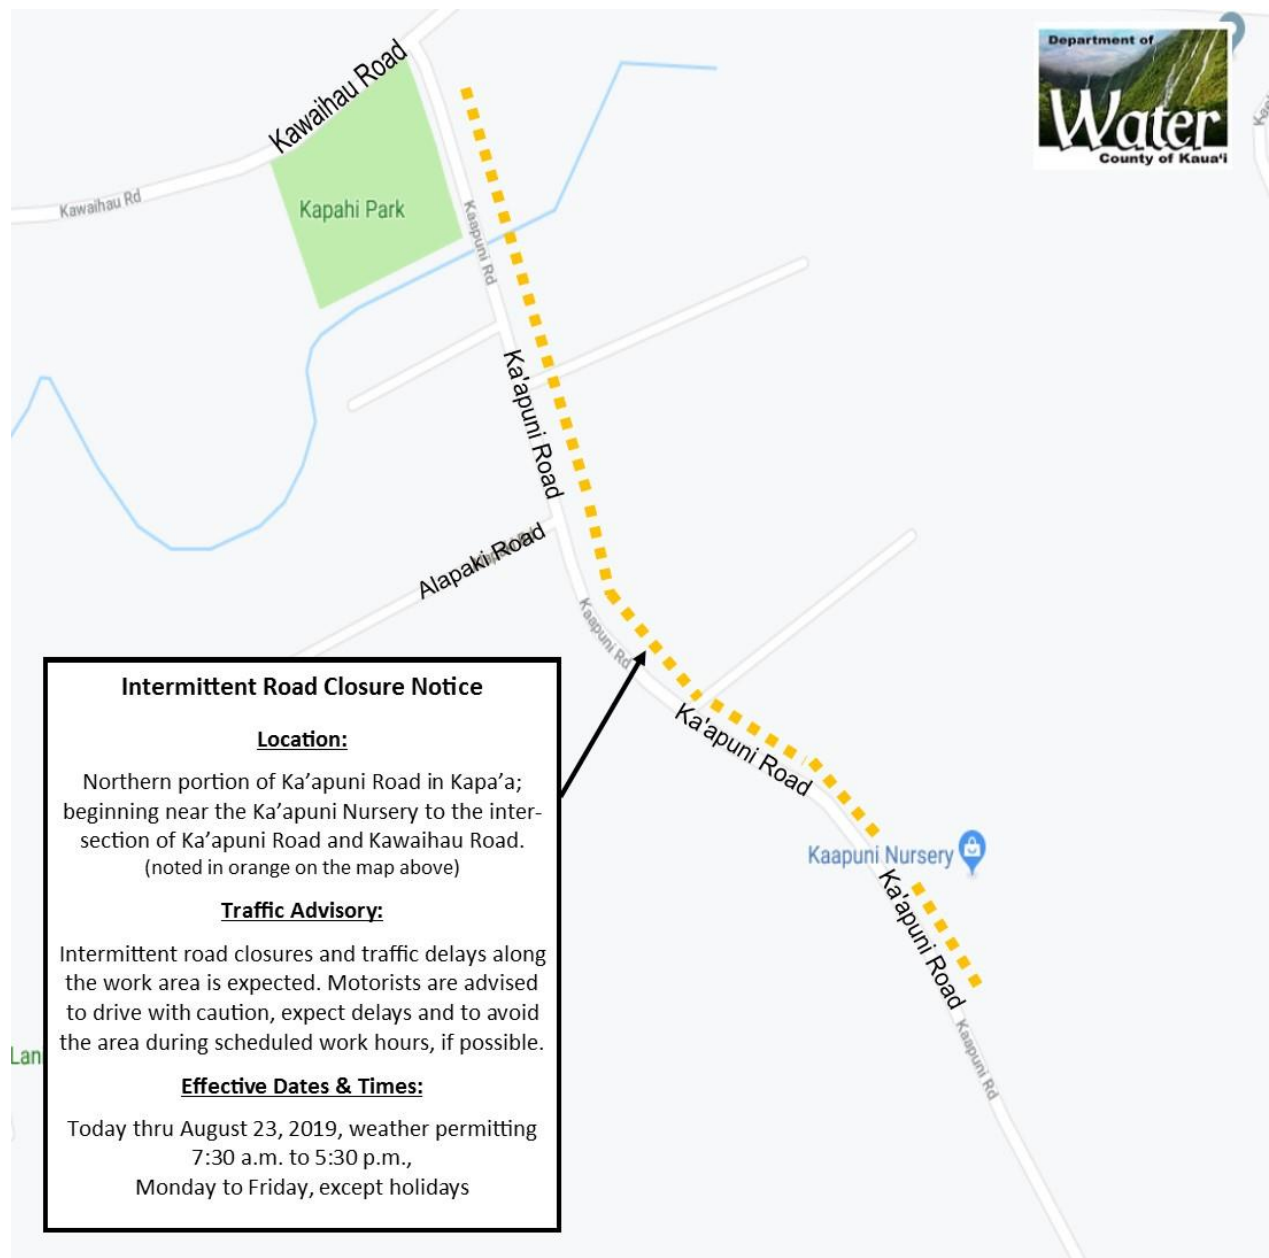 Department of
Water
County of Kaua'i
Kawaihau Road
Kawaihau Rd
Kapahi Park
Kaapuni Rd
Ka'apuni Road
Alapaki Road
Kaapuni Rd
Ka'apuni Road
Kaapuni Nursery
Ka'apuni Road
Kaapuni Rd
Lan
Intermittent Road Closure Notice
Location:
Northern portion of Ka’apuni Road in Kapa’a;
beginning near the Ka’apuni Nursery to the inter-
section of Ka’apuni Road and Kawaihau Road.
(noted in orange on the map above)
Traffic Advisory:
Intermittent road closures and traffic delays along
the work area is expected. Motorists are advised
to drive with caution, expect delays and to avoid
the area during scheduled work hours, if possible.
Effective Dates & Times:
Today thru August 23, 2019, weather permitting
7:30 a.m. to 5:30 p.m.,
Monday to Friday, except holidays